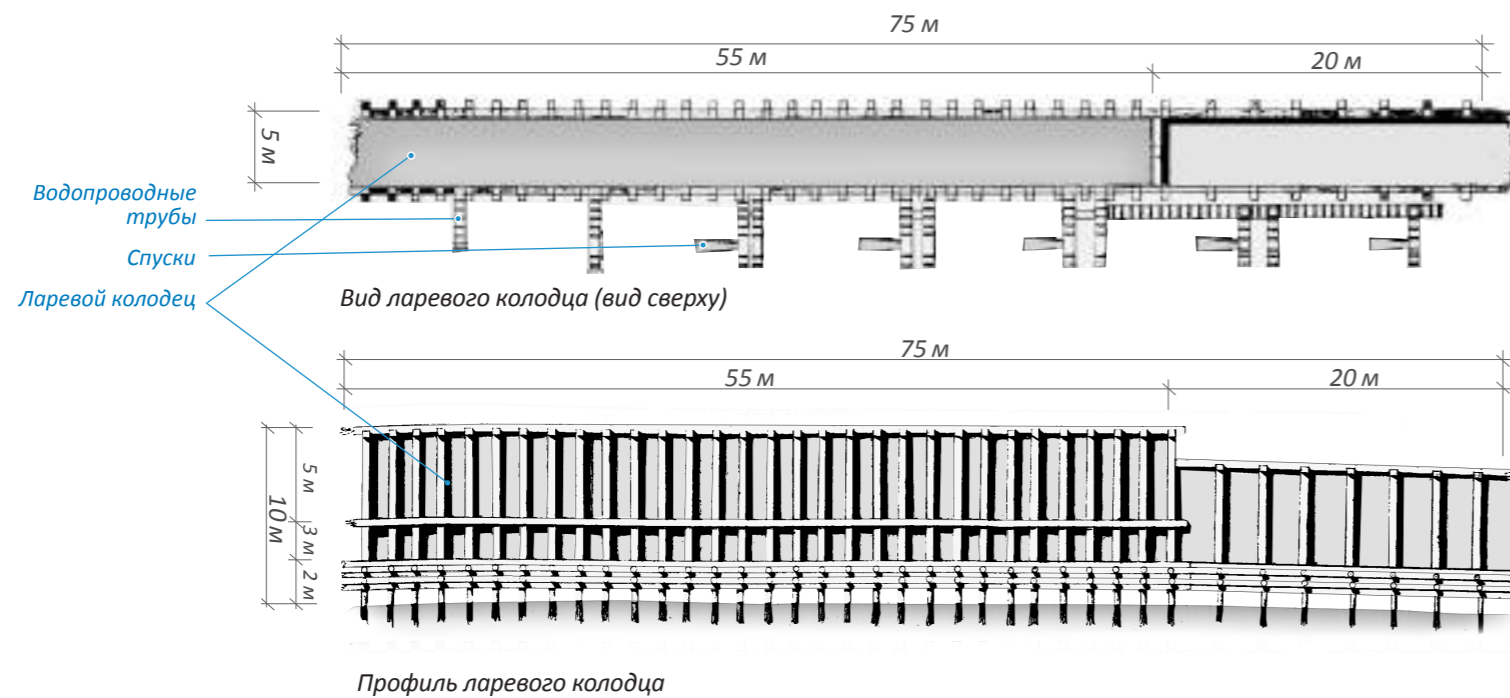 75 м
55 м
20 м
5 м
Водопроводные
трубы
Спуски
Ларевой колодец
Вид ларевого колодца (вид сверху)
75 м
55 м
20 м
5 м
10 м
3 м
2 м
Профиль ларевого колодца